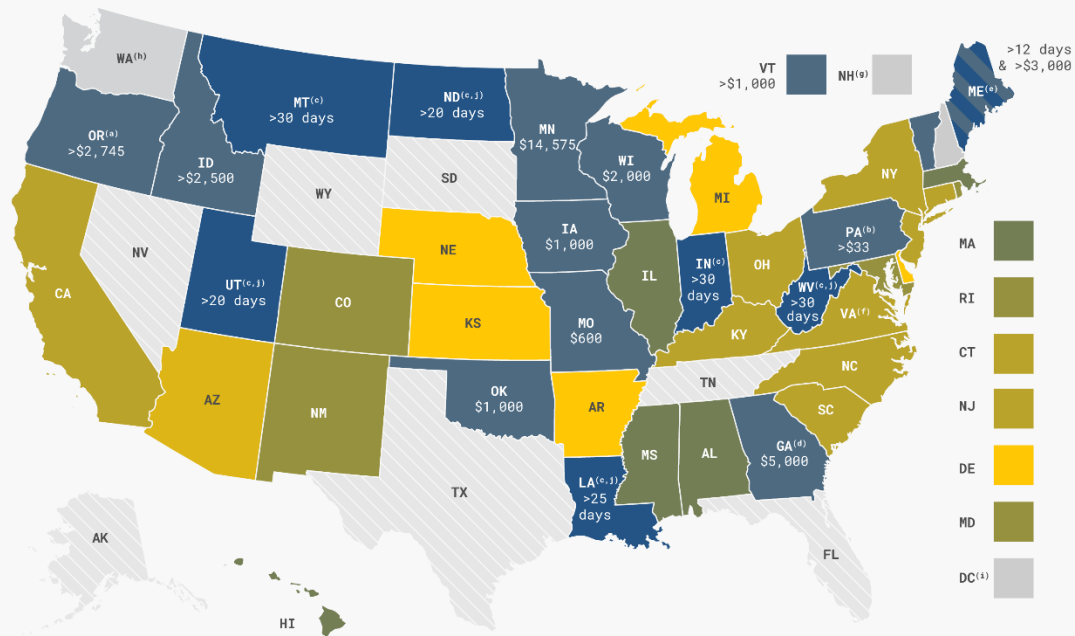 WA(h)
MT(c)
>30 days
ND(c,j)
>20 days
MN
$14,575
VT
>$1,000
NH(g)
>12 days
& >$3,000
ME(e)
OR(a)
>$2,745
ID
>$2,500
WY
SD
WI
$2,000
MI
NY
NV
UT(c,j)
>20 days
NE
IA
$1,000
PA(b)
>$33
CA
CO
KS
MO
$600
IL
IN(c)
>30
days
OH
WV(c,j)
>30
days
VA(f)
KY
AZ
NM
OK
$1,000
AR
TN
NC
SC
TX
LA(c,j)
>25
days
MS
AL
GA(d)
$5,000
FL
AK
HI
MA
RI
CT
NJ
DE
MD
DC(i)